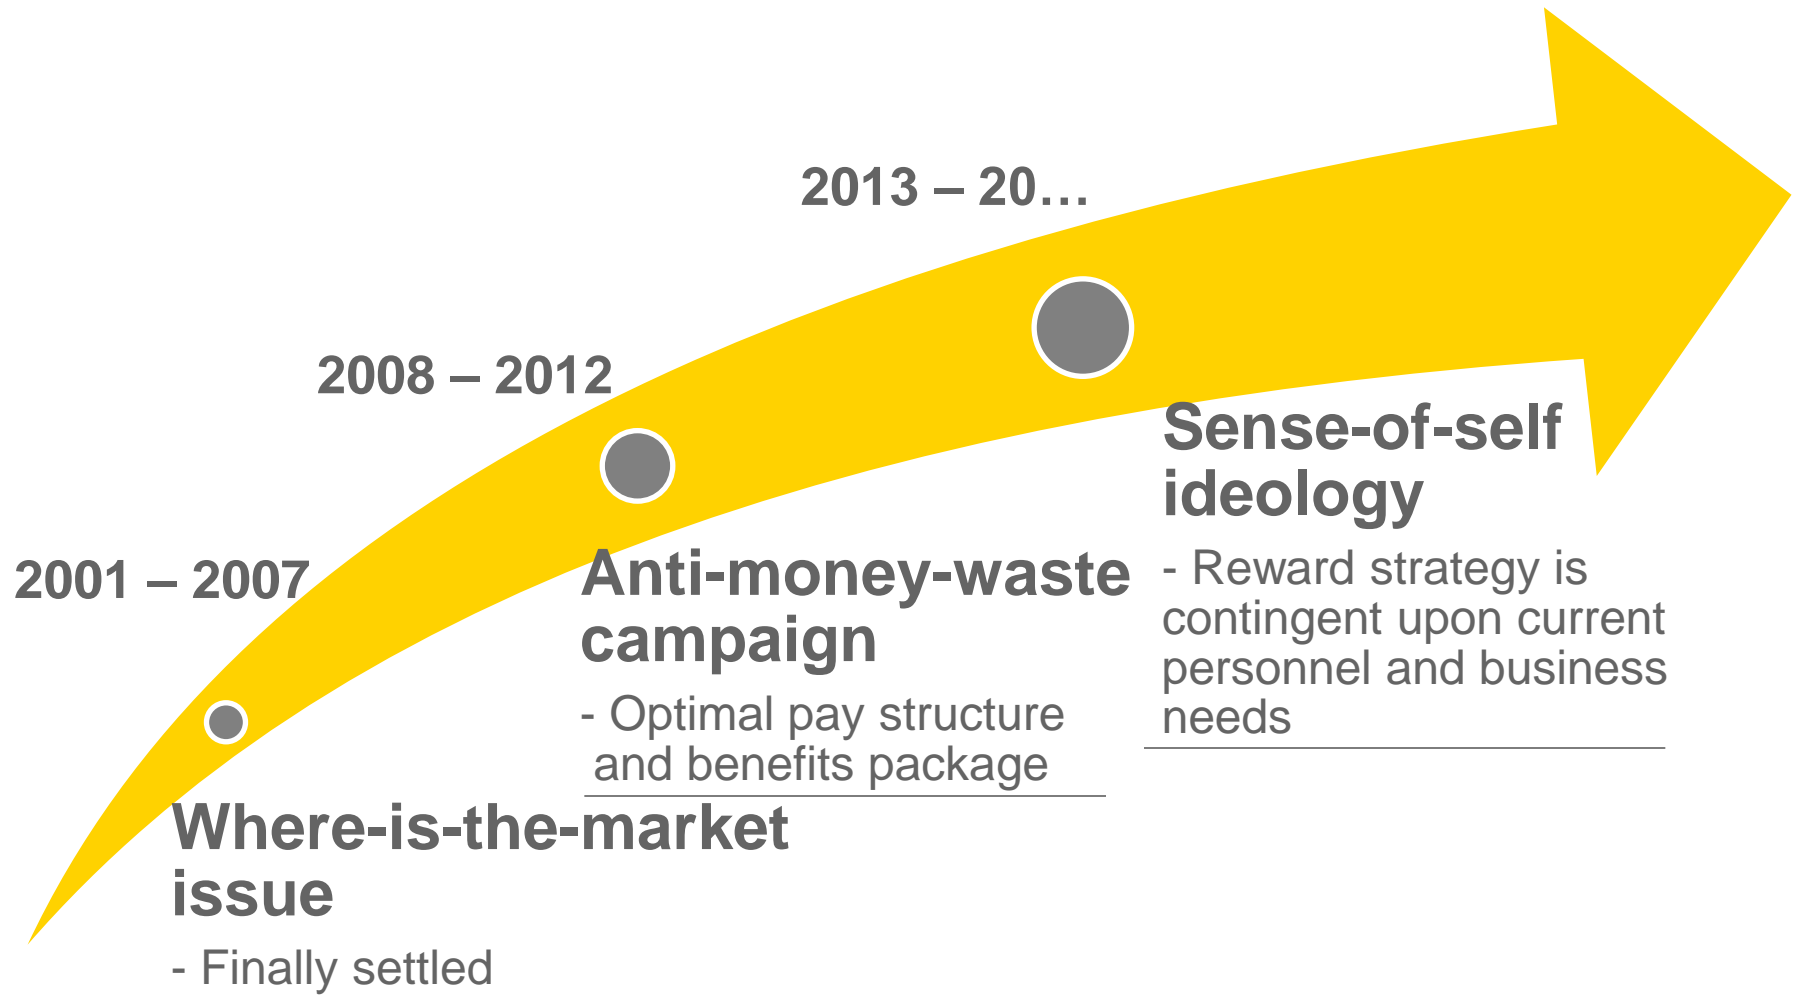 2001 – 2007
Where-is-the-market
issue
- Finally settled
2008 – 2012
Anti-money-waste
campaign
- Optimal pay structure
and benefits package
2013 – 20…
Sense-of-self
ideology
- Reward strategy is
contingent upon current
personnel and business
needs